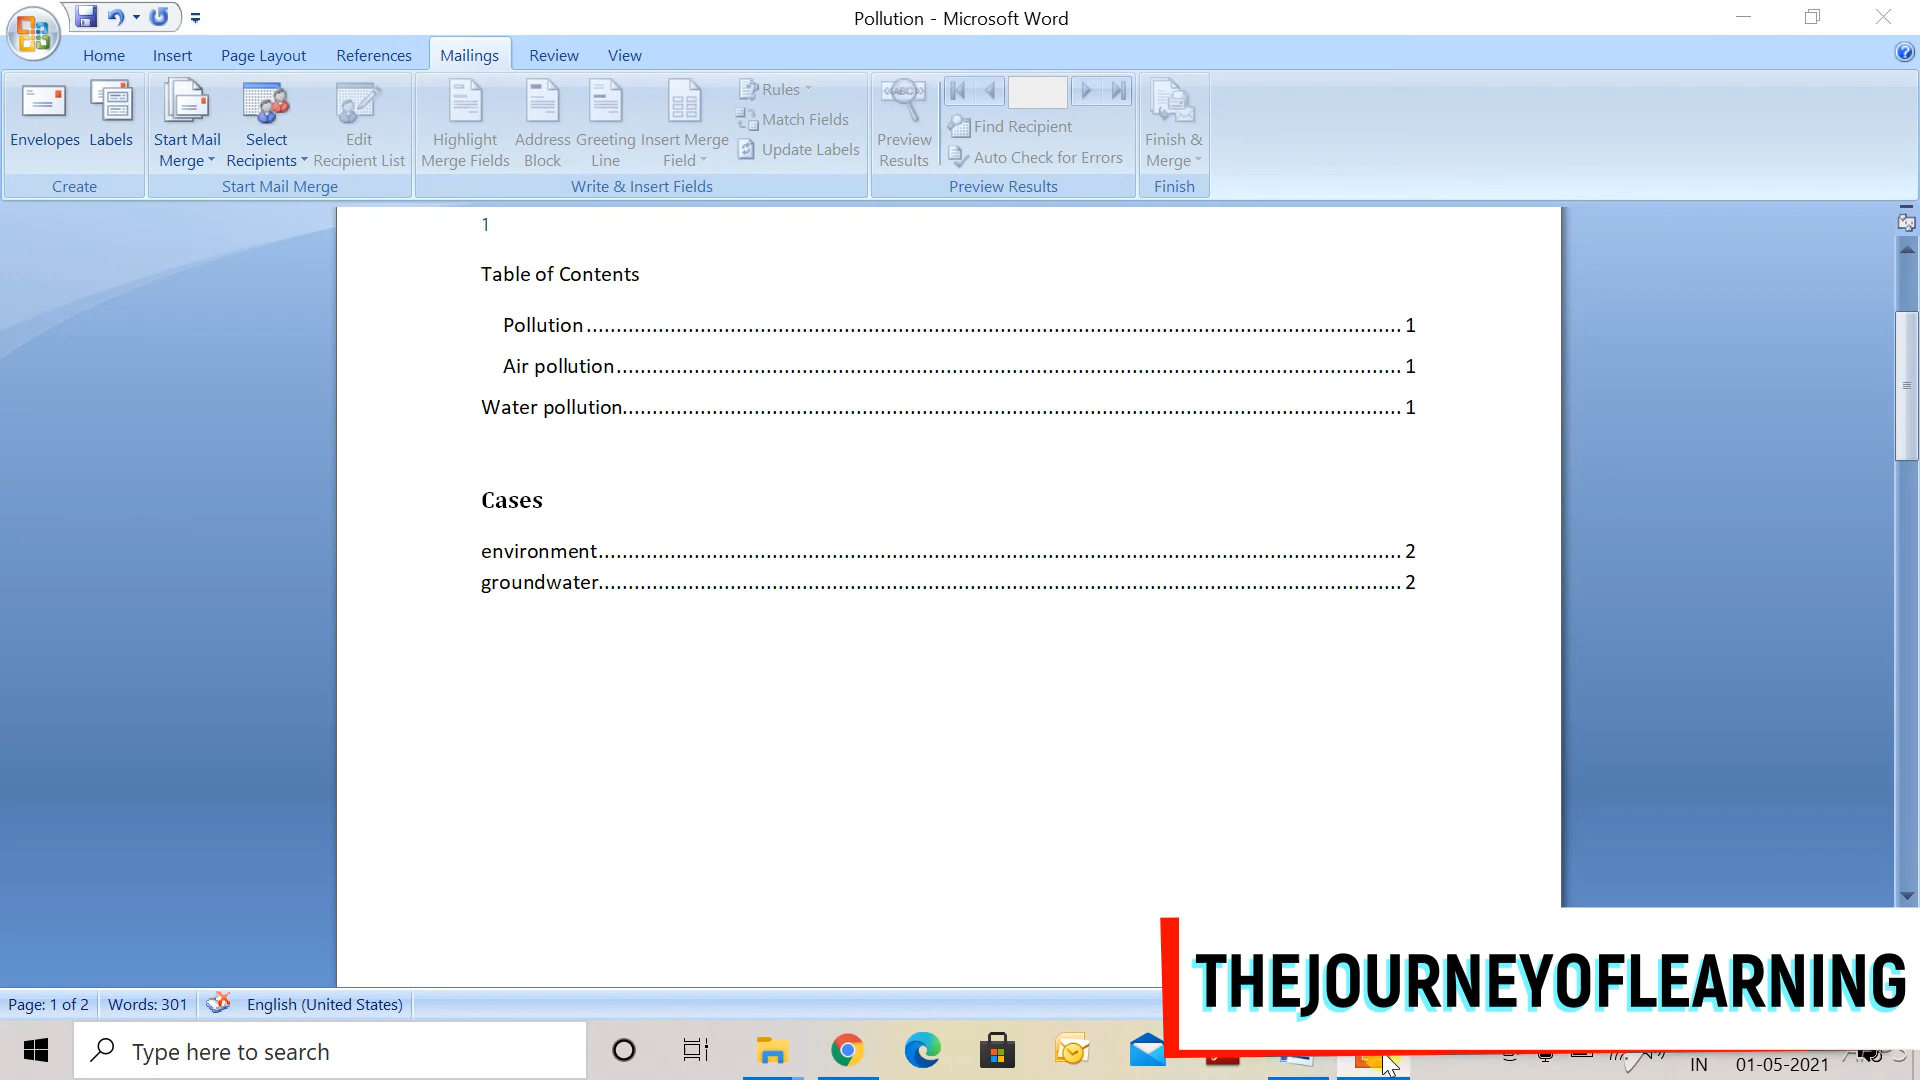 Pollution - Microsoft Word
Home Insert Page Layout References Mailings Review View
Envelopes Labels Start Mail Merge Select Recipients Edit Recipient List Highlight Merge Fields Address Block Greeting Line Insert Merge Field Rules Match Fields Update Labels Preview Results Find Recipient Auto Check for Errors Finish & Merge
Create Start Mail Merge Write & Insert Fields Preview Results Finish
1
Table of Contents
Pollution 1
Air pollution 1
Water pollution 1
Cases
environment 2
groundwater 2
THEJOURNEYOFLEARNING
Page: 1 of 2 Words: 301 English (United States)
Type here to search IN 01-05-2021